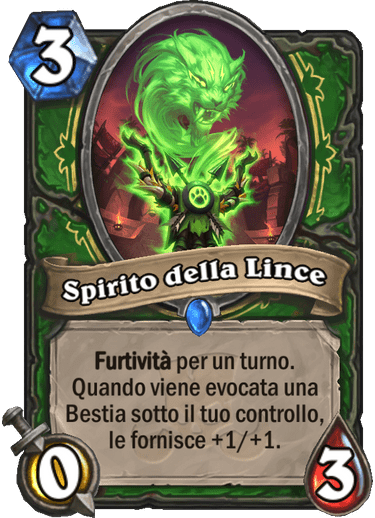 3
Spirito della Lince
Furtività per un turno.
Quando viene evocata una
Bestia sotto il tuo controllo,
le fornisce +1/+1.
0
3